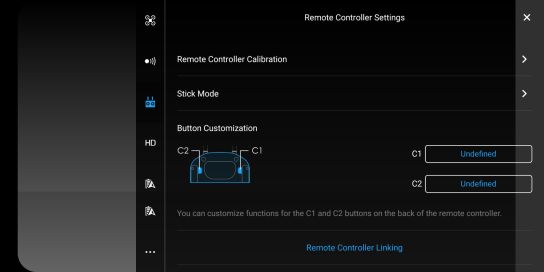 Remote Controller Settings
Remote Controller Calibration
Stick Mode
Button Customization
C2 C1
C1 Undefined
C2 Undefined
You can customize functions for the C1 and C2 buttons on the back of the remote controller.
HD
Remote Controller Linking